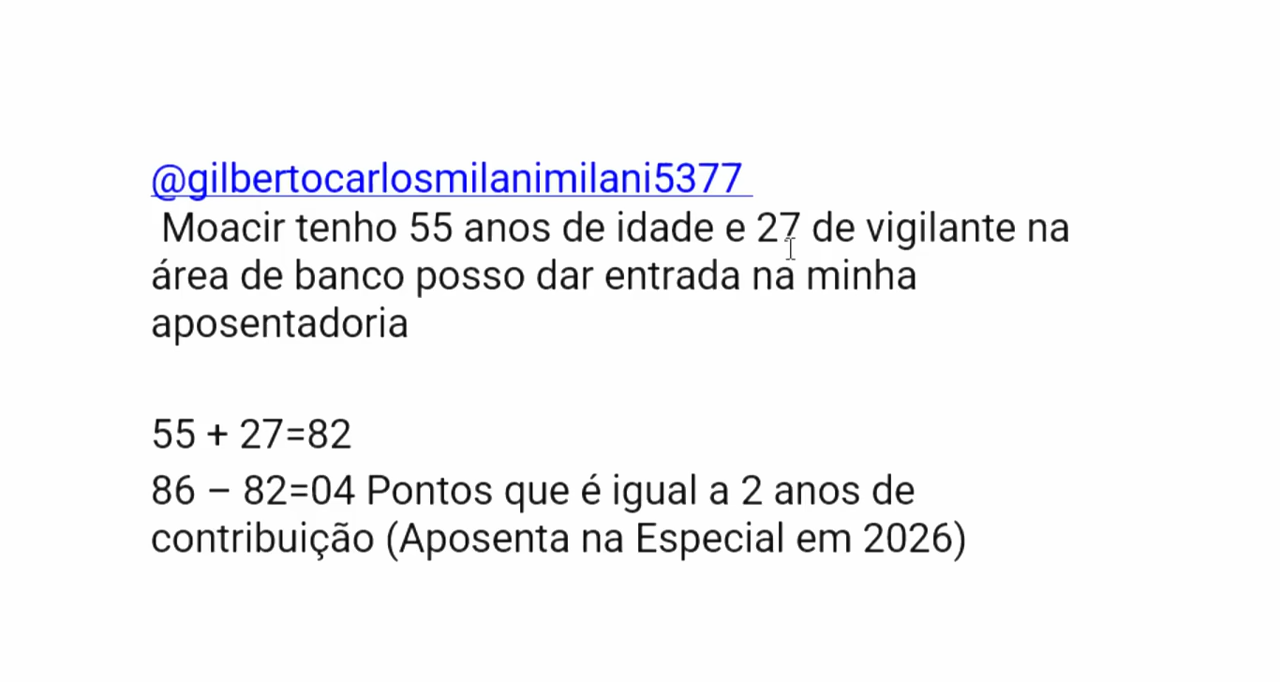 @gilbertocarlosmilanimilani5377
Moacir tenho 55 anos de idade e 27 de vigilante na
área de banco posso dar entrada na minha
aposentadoria
55 + 27=82
86 – 82=04 Pontos que é igual a 2 anos de
contribuição (Aposenta na Especial em 2026)